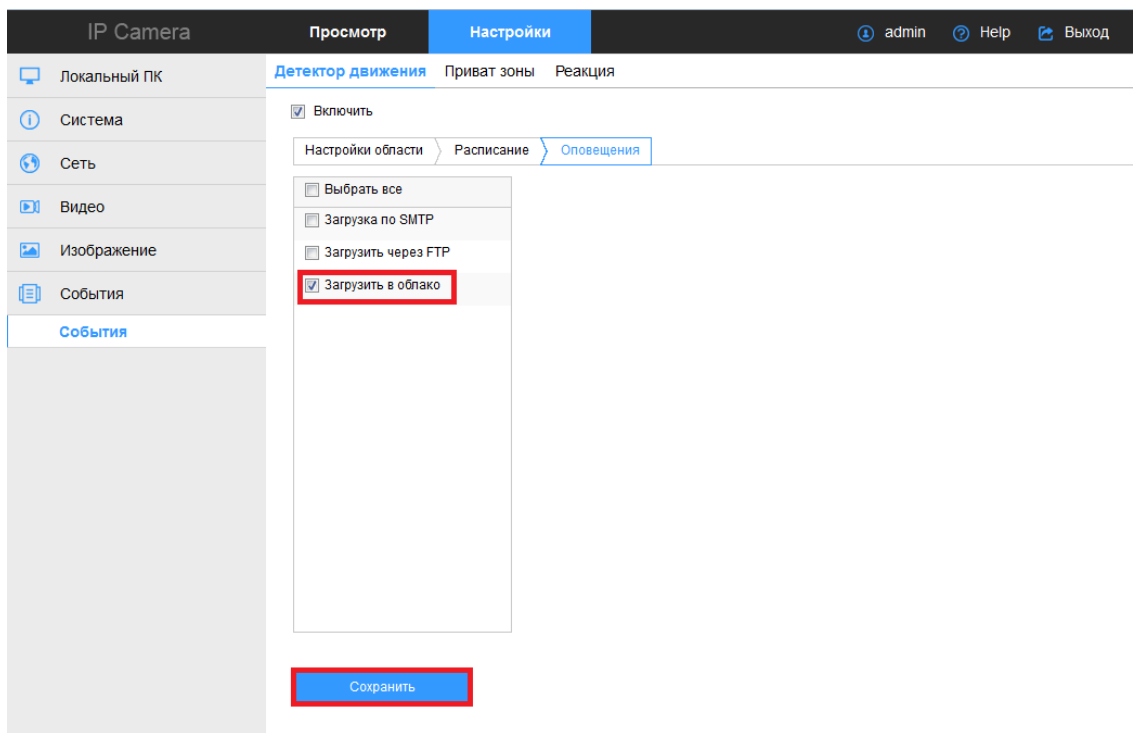 IP Camera Просмотр Настройки admin Help Выход
Локальный ПК
Система
Сеть
Видео
Изображение
События
События
Детектор движения Приват зоны Реакция
Включить
Настройки области Расписание Оповещения
Выбрать все
Загрузка по SMTP
Загрузить через FTP
Загрузить в облако
Сохранить